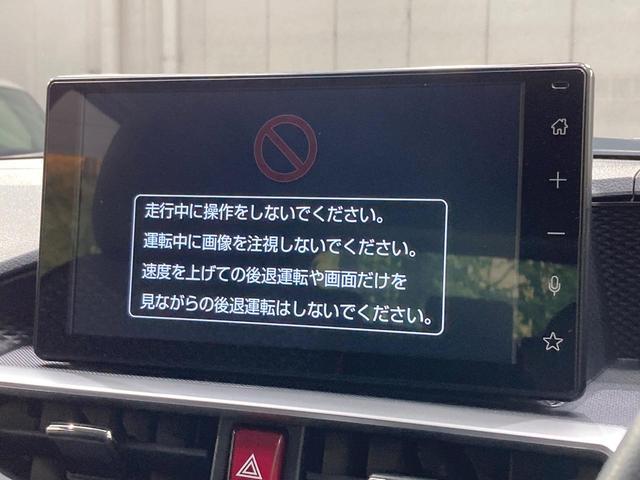 走行中に操作をしないでください。
運転中に画像を注視しないでください。
速度を上げての後退運転や画面だけを
見ながらの後退運転はしないでください。